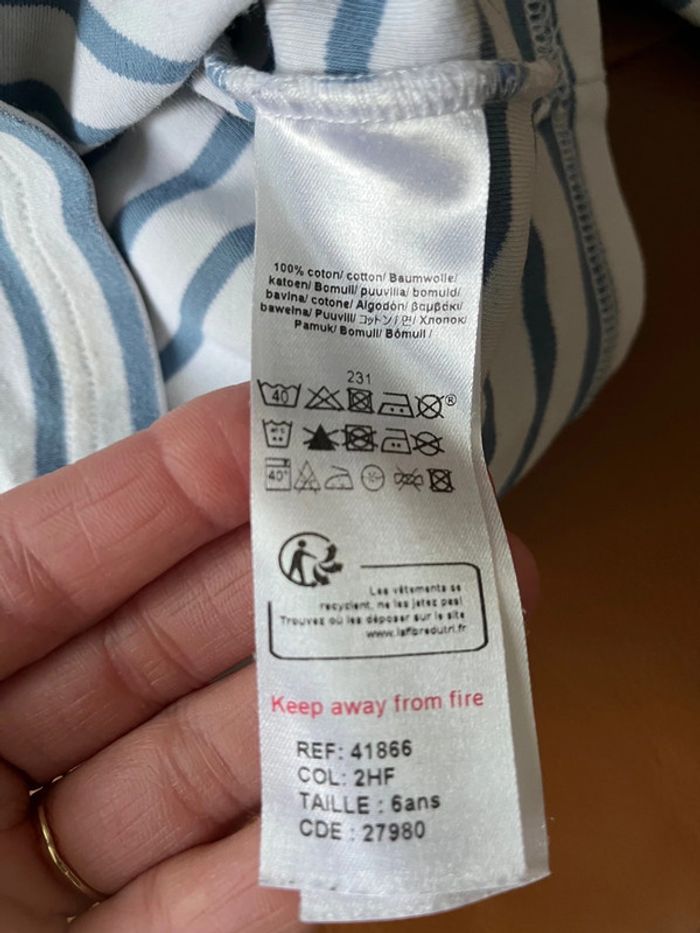 100% coton/ cotton/ Baumwolle/
katoen/ Bomull/ puuvilla/ bomuld/
bavlna/ cotone/ Algodón/ βαμβάκι/
bawełna/ Puuvill/ コットン/ 면/ Хлопок/
Pamuk/ Bomull/ Bómull /
231
40
®
40°
Les vêtements se
recyclent, ne les jetez pas!
Trouvez où les déposer sur le site
www.lafibredutri.fr
Keep away from fire
REF: 41866
COL: 2HF
TAILLE : 6ans
CDE : 27980